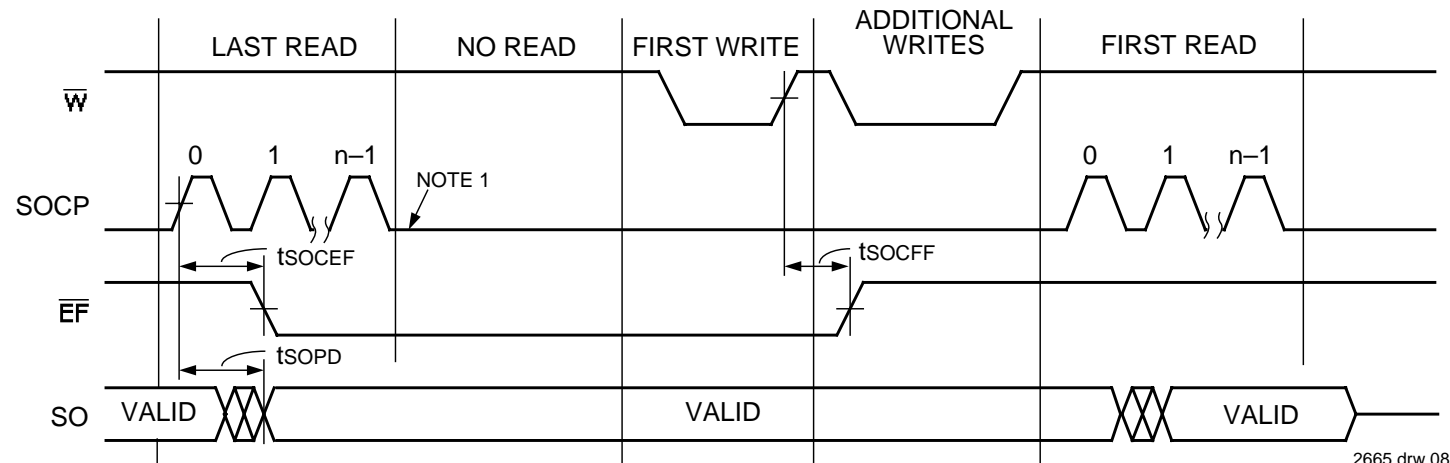 LAST READ
NO READ
FIRST WRITE
ADDITIONAL
WRITES
FIRST READ
W̅
0 1 n–1
0 1 n–1
SOCP
NOTE 1
tSOCEF
tSOCFF
E̅F̅
tSOPD
SO
VALID
VALID
VALID
2665 drw 08